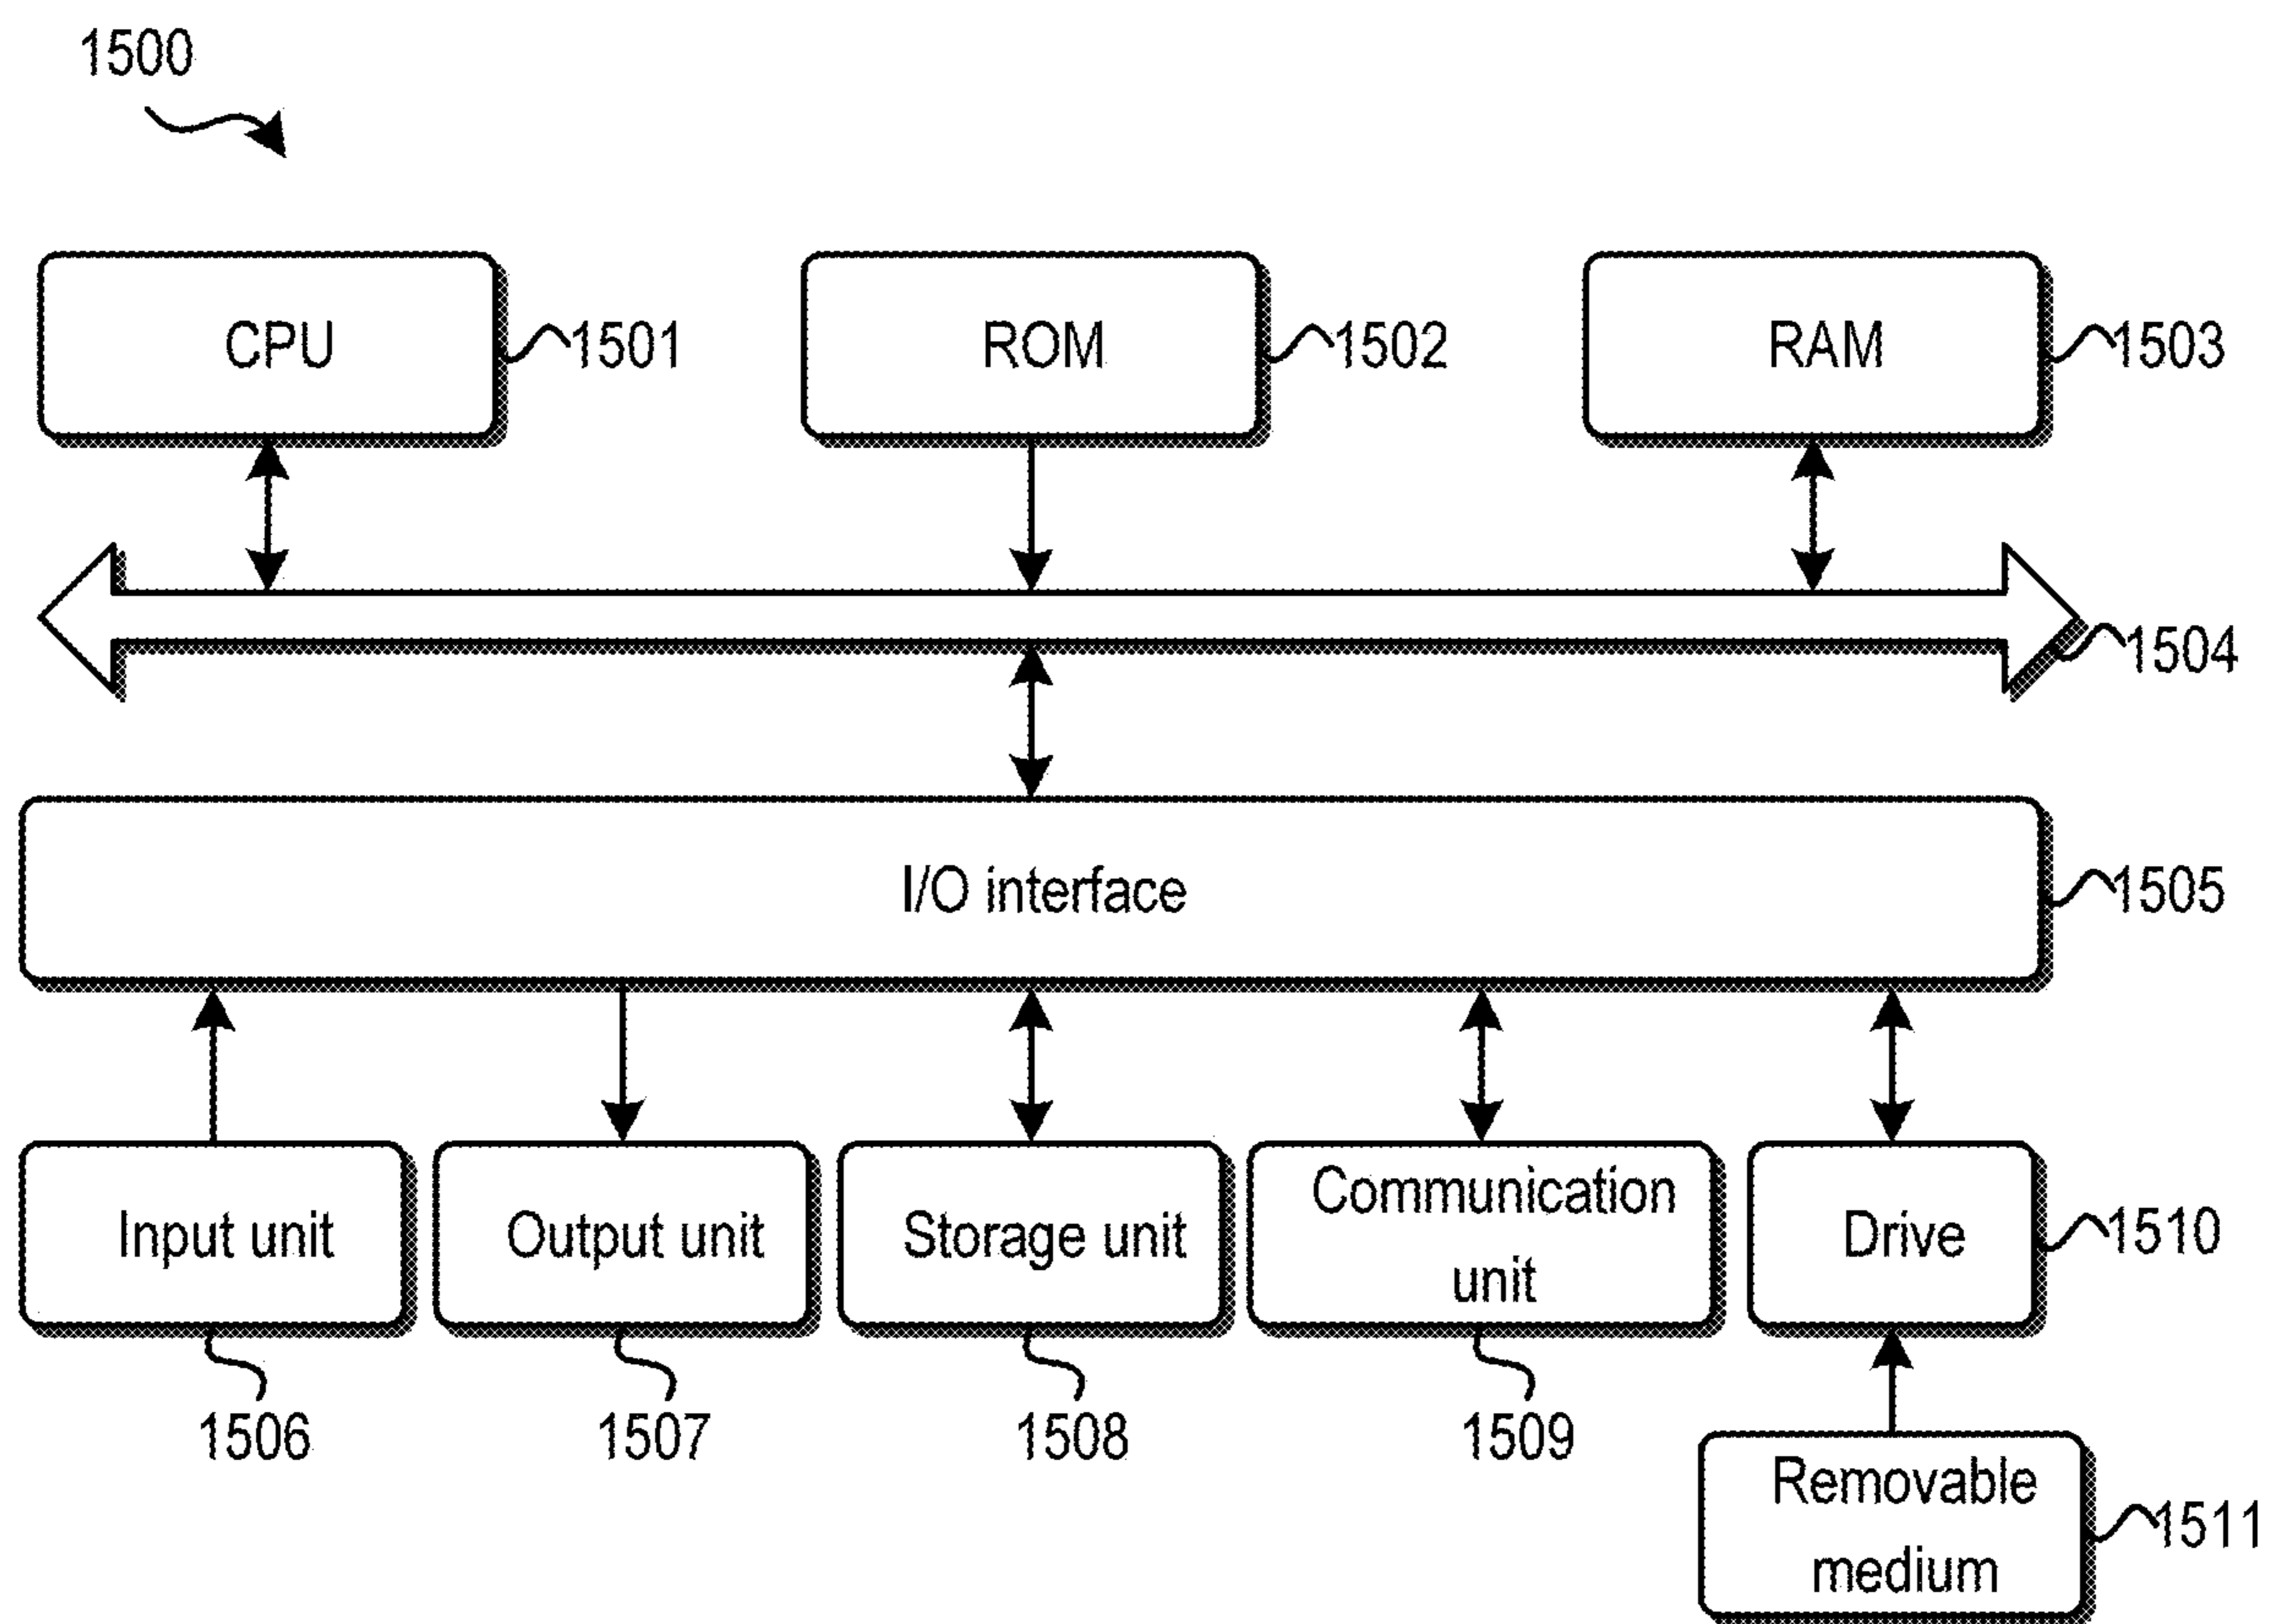 1500
CPU
1501
ROM
1502
RAM
1503
1504
I/O interface
1505
Input unit
Output unit
Storage unit
Communication
unit
Drive
1510
1506
1507
1508
1509
Removable
medium
1511